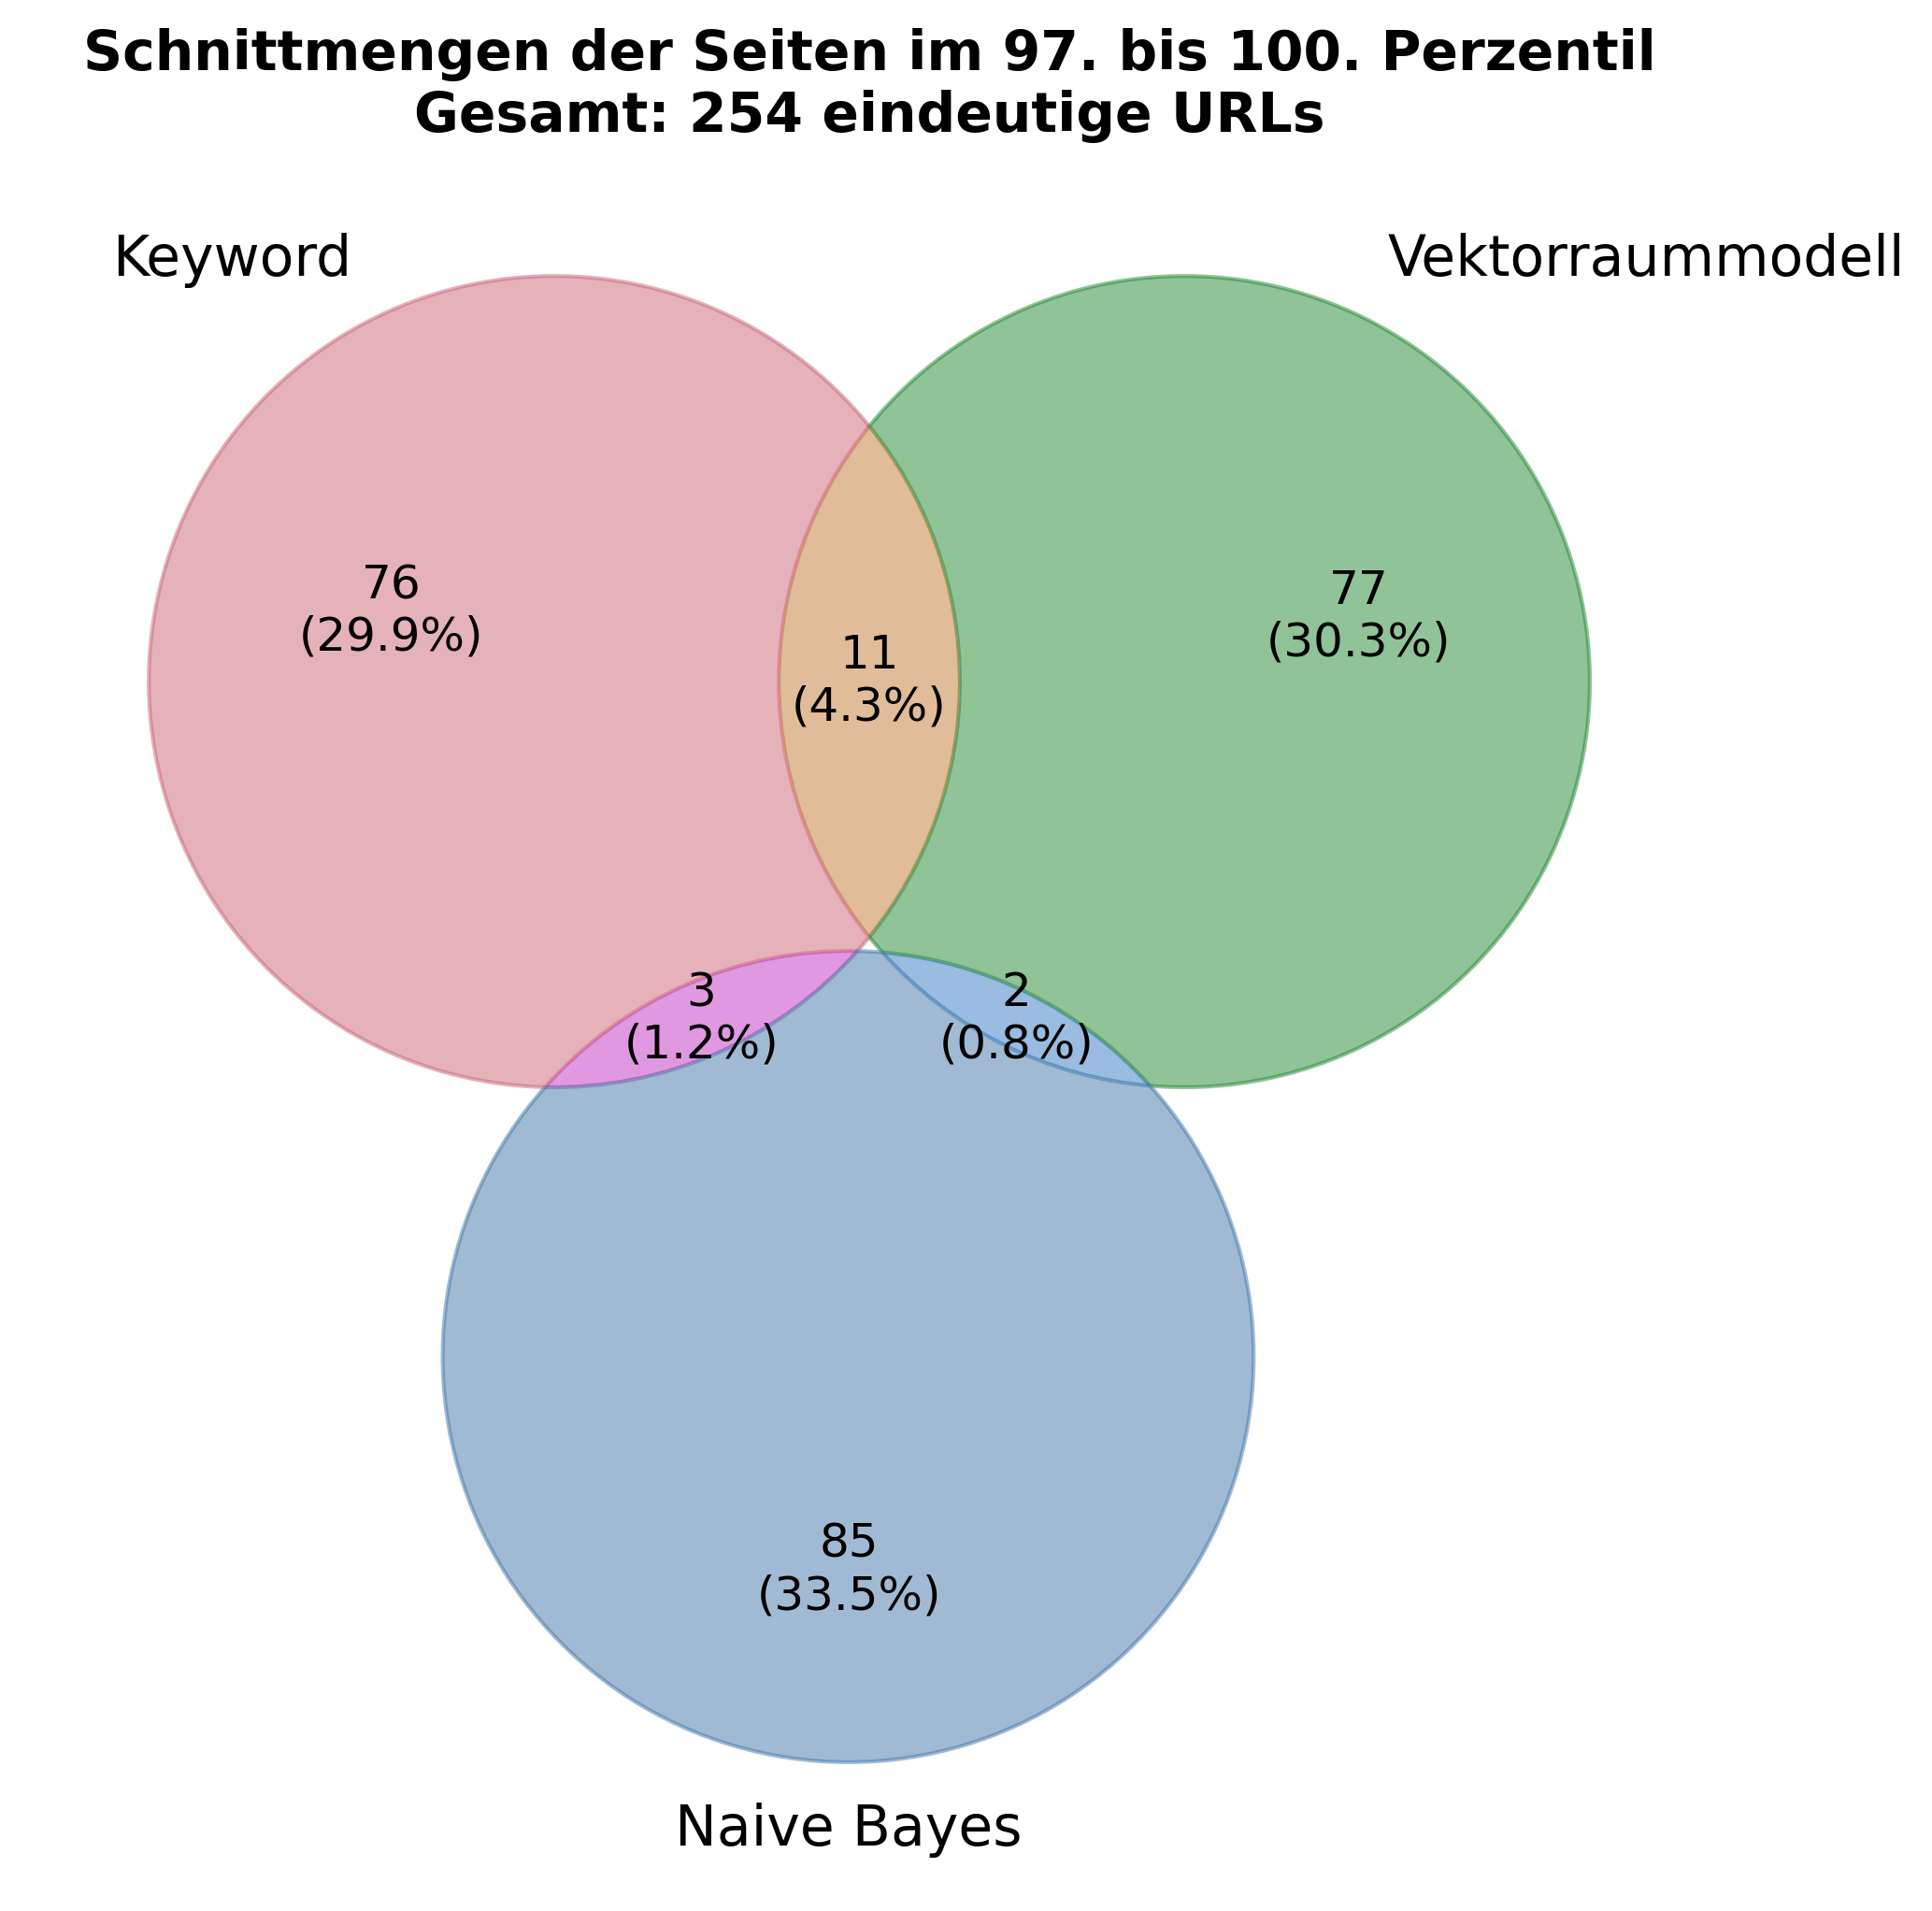 Schnittmengen der Seiten im 97. bis 100. Perzentil
Gesamt: 254 eindeutige URLs
Keyword
Vektorraummodell
76
(29.9%)
77
(30.3%)
11
(4.3%)
3
(1.2%)
2
(0.8%)
85
(33.5%)
Naive Bayes